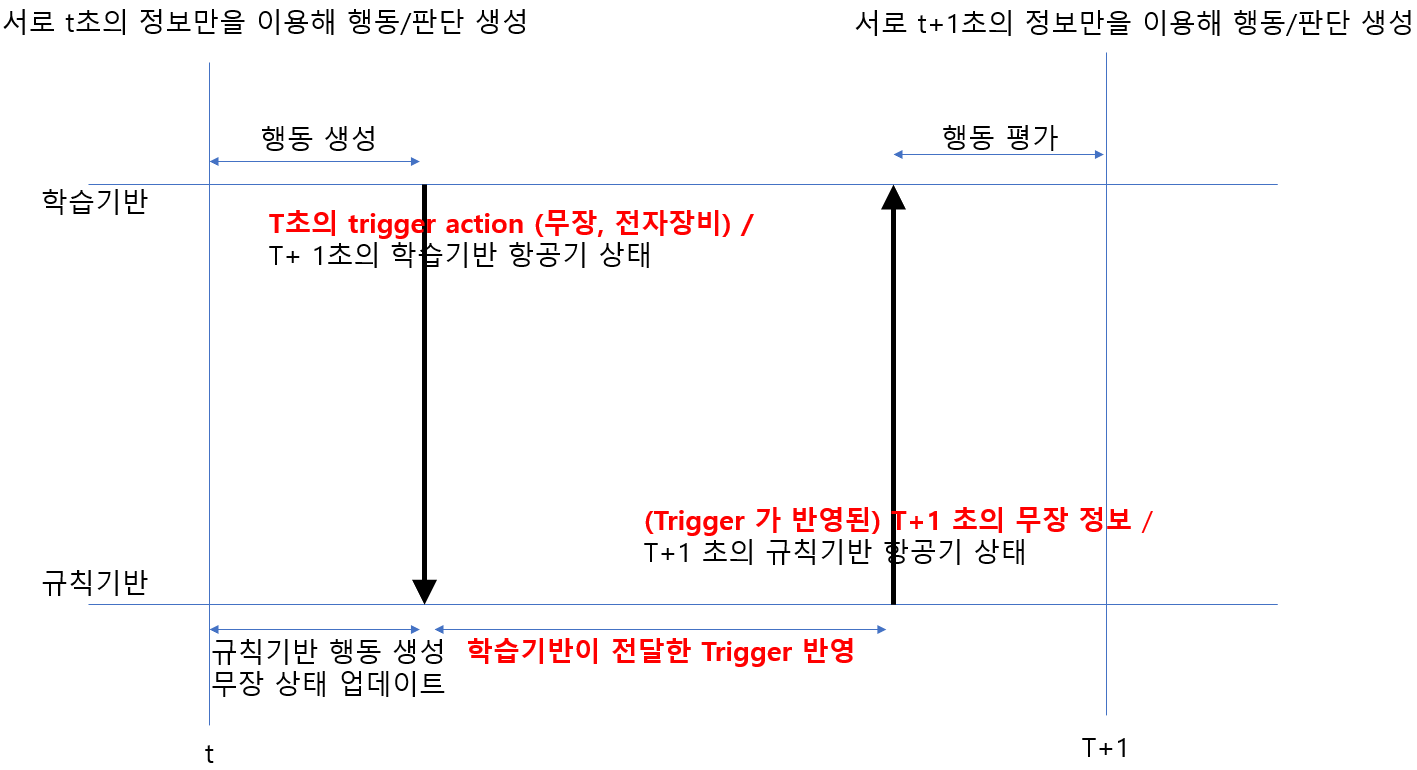 서로 t초의 정보만을 이용해 행동/판단 생성
서로 t+1초의 정보만을 이용해 행동/판단 생성
행동 생성
행동 평가
학습기반
T초의 trigger action (무장, 전자장비) /
T+ 1초의 학습기반 항공기 상태
(Trigger 가 반영된) T+1 초의 무장 정보 /
T+1 초의 규칙기반 항공기 상태
규칙기반
규칙기반 행동 생성
무장 상태 업데이트
학습기반이 전달한 Trigger 반영
t
T+1